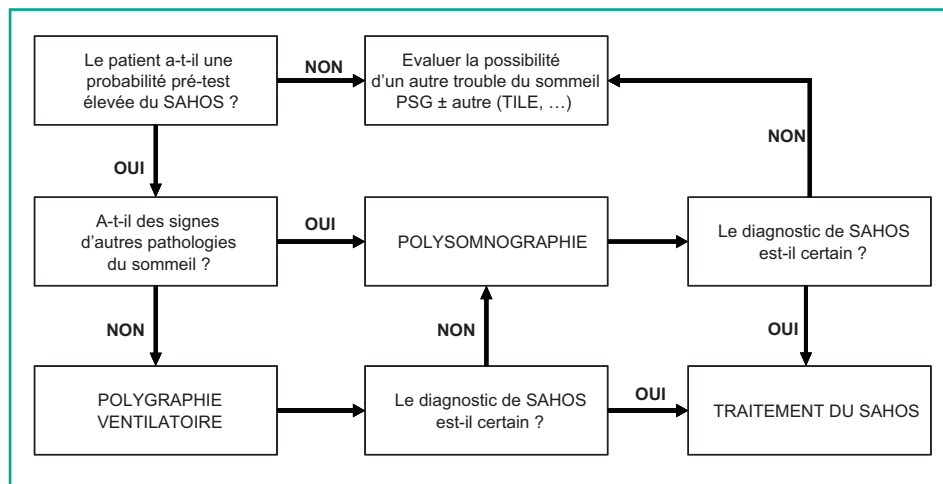 Le patient a-t-il une
probabilité pré-test
élevée du SAHOS ?
NON
Evaluer la possibilité
d'un autre trouble du sommeil
PSG ± autre (TILE, …)
OUI
NON
A-t-il des signes
d'autres pathologies
du sommeil ?
OUI
POLYSOMNOGRAPHIE
Le diagnostic de SAHOS
est-il certain ?
NON
NON
OUI
POLYGRAPHIE
VENTILATOIRE
Le diagnostic de SAHOS
est-il certain ?
OUI
TRAITEMENT DU SAHOS